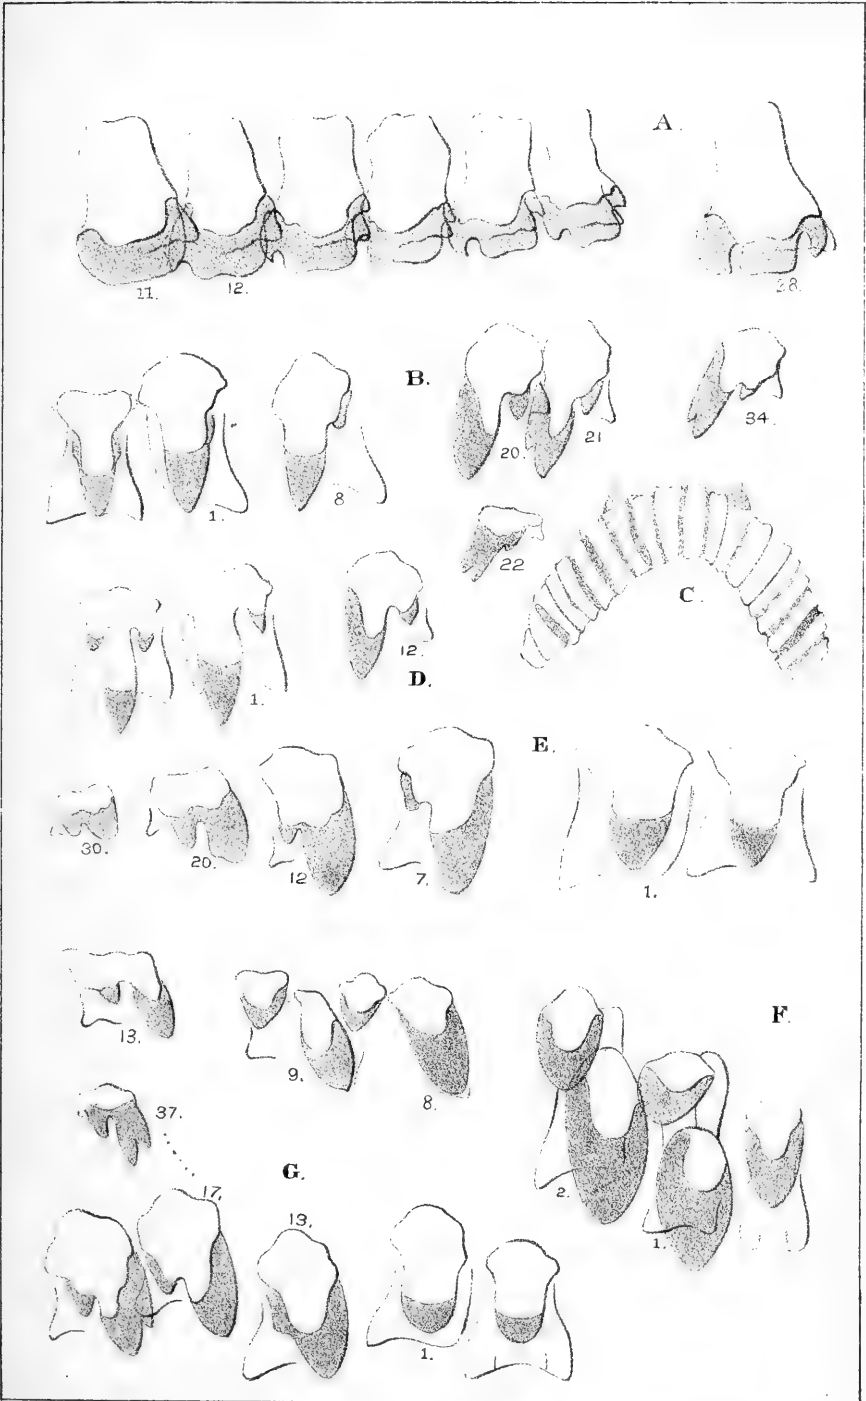 A.
11. 12. 28.
B.
1. 8 20. 21 34.
22
C.
1. 12.
D.
E.
30. 20. 12 7. 1.
13. 9. 8. F.
37.
2.
17. G. 13. 1.
1.